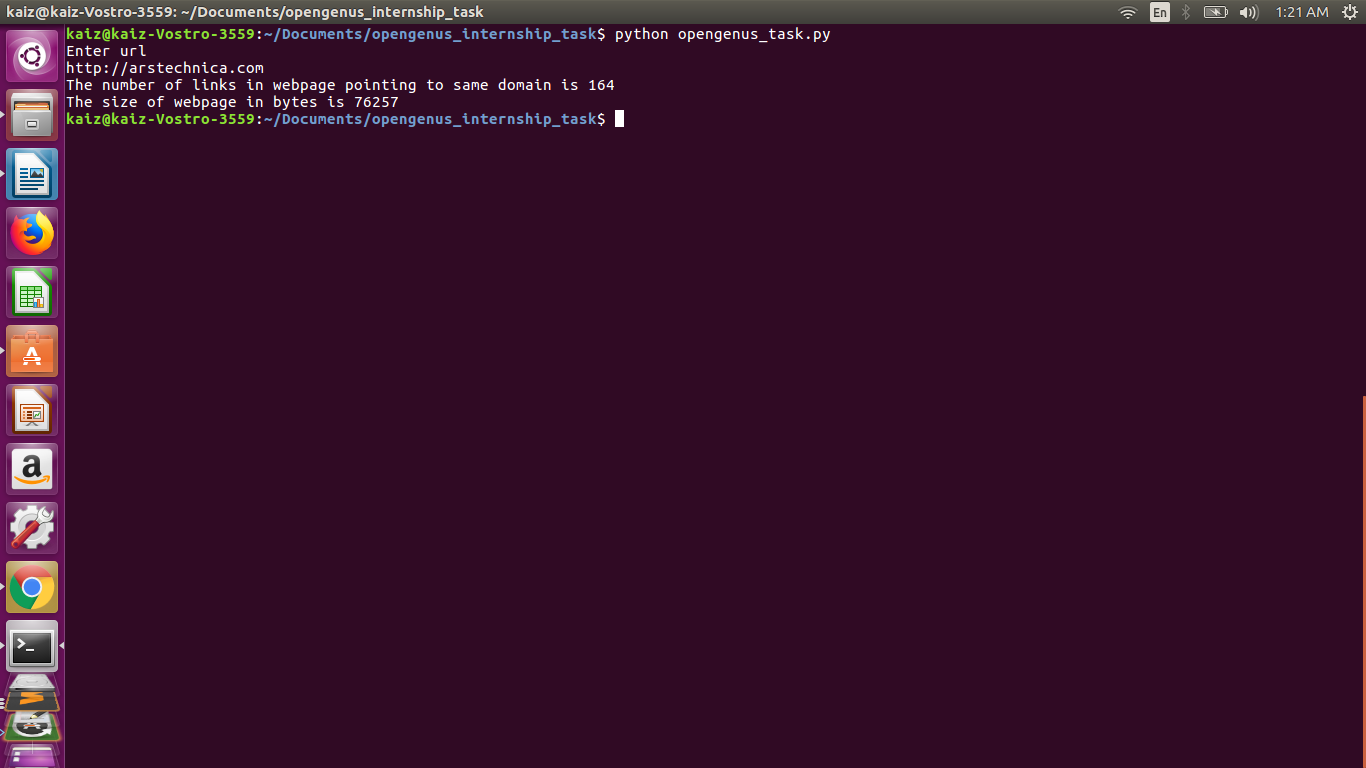 kaiz@kaiz-Vostro-3559: ~/Documents/opengenus_internship_task
En
1:21 AM
kaiz@kaiz-Vostro-3559:~/Documents/opengenus_internship_task$ python opengenus_task.py
Enter url
http://arstechnica.com
The number of links in webpage pointing to same domain is 164
The size of webpage in bytes is 76257
kaiz@kaiz-Vostro-3559:~/Documents/opengenus_internship_task$